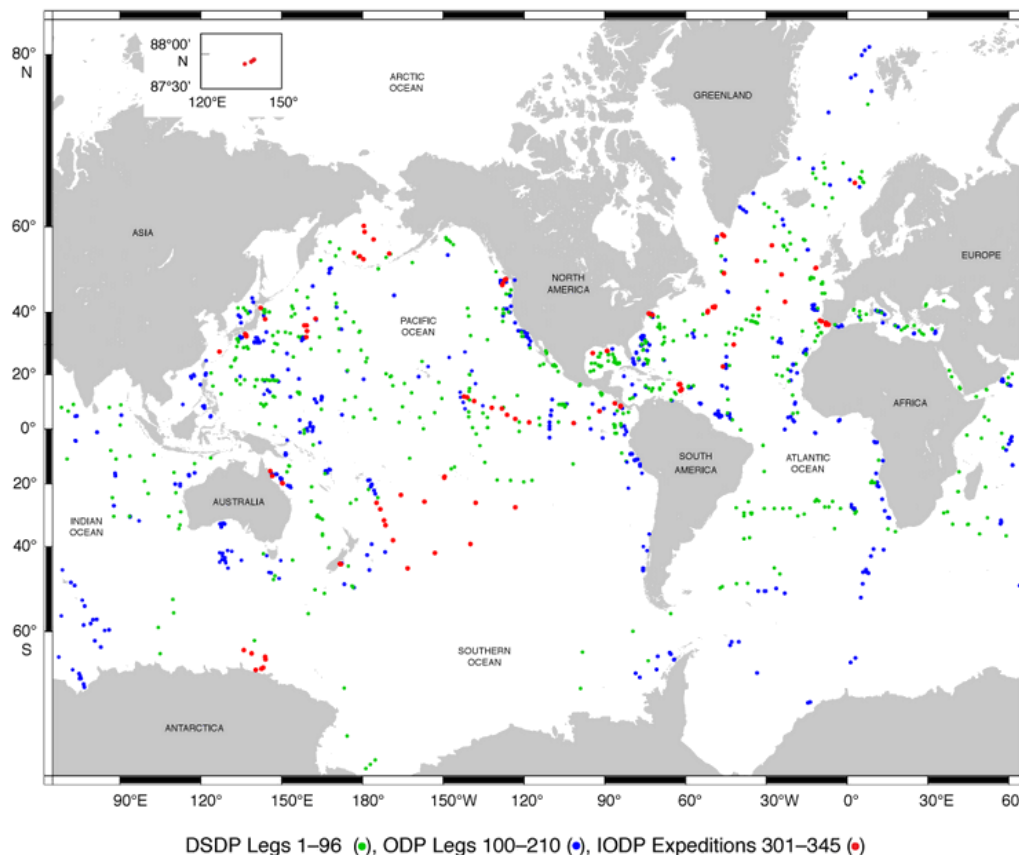 80°
N
88°00'
N
87°30'
120°E
150°
ARCTIC
OCEAN
GREENLAND
60°
ASIA
NORTH
AMERICA
EUROPE
40°
PACIFIC
OCEAN
20°
AFRICA
0°
SOUTH
AMERICA
ATLANTIC
OCEAN
20°
AUSTRALIA
INDIAN
OCEAN
40°
60°
S
SOUTHERN
OCEAN
ANTARCTICA
90°E
120°
150°E
180°
150°W
120°
90°
60°
30°W
0°
30°E
60
DSDP Legs 1–96 (•), ODP Legs 100–210 (•), IODP Expeditions 301–345 (•)